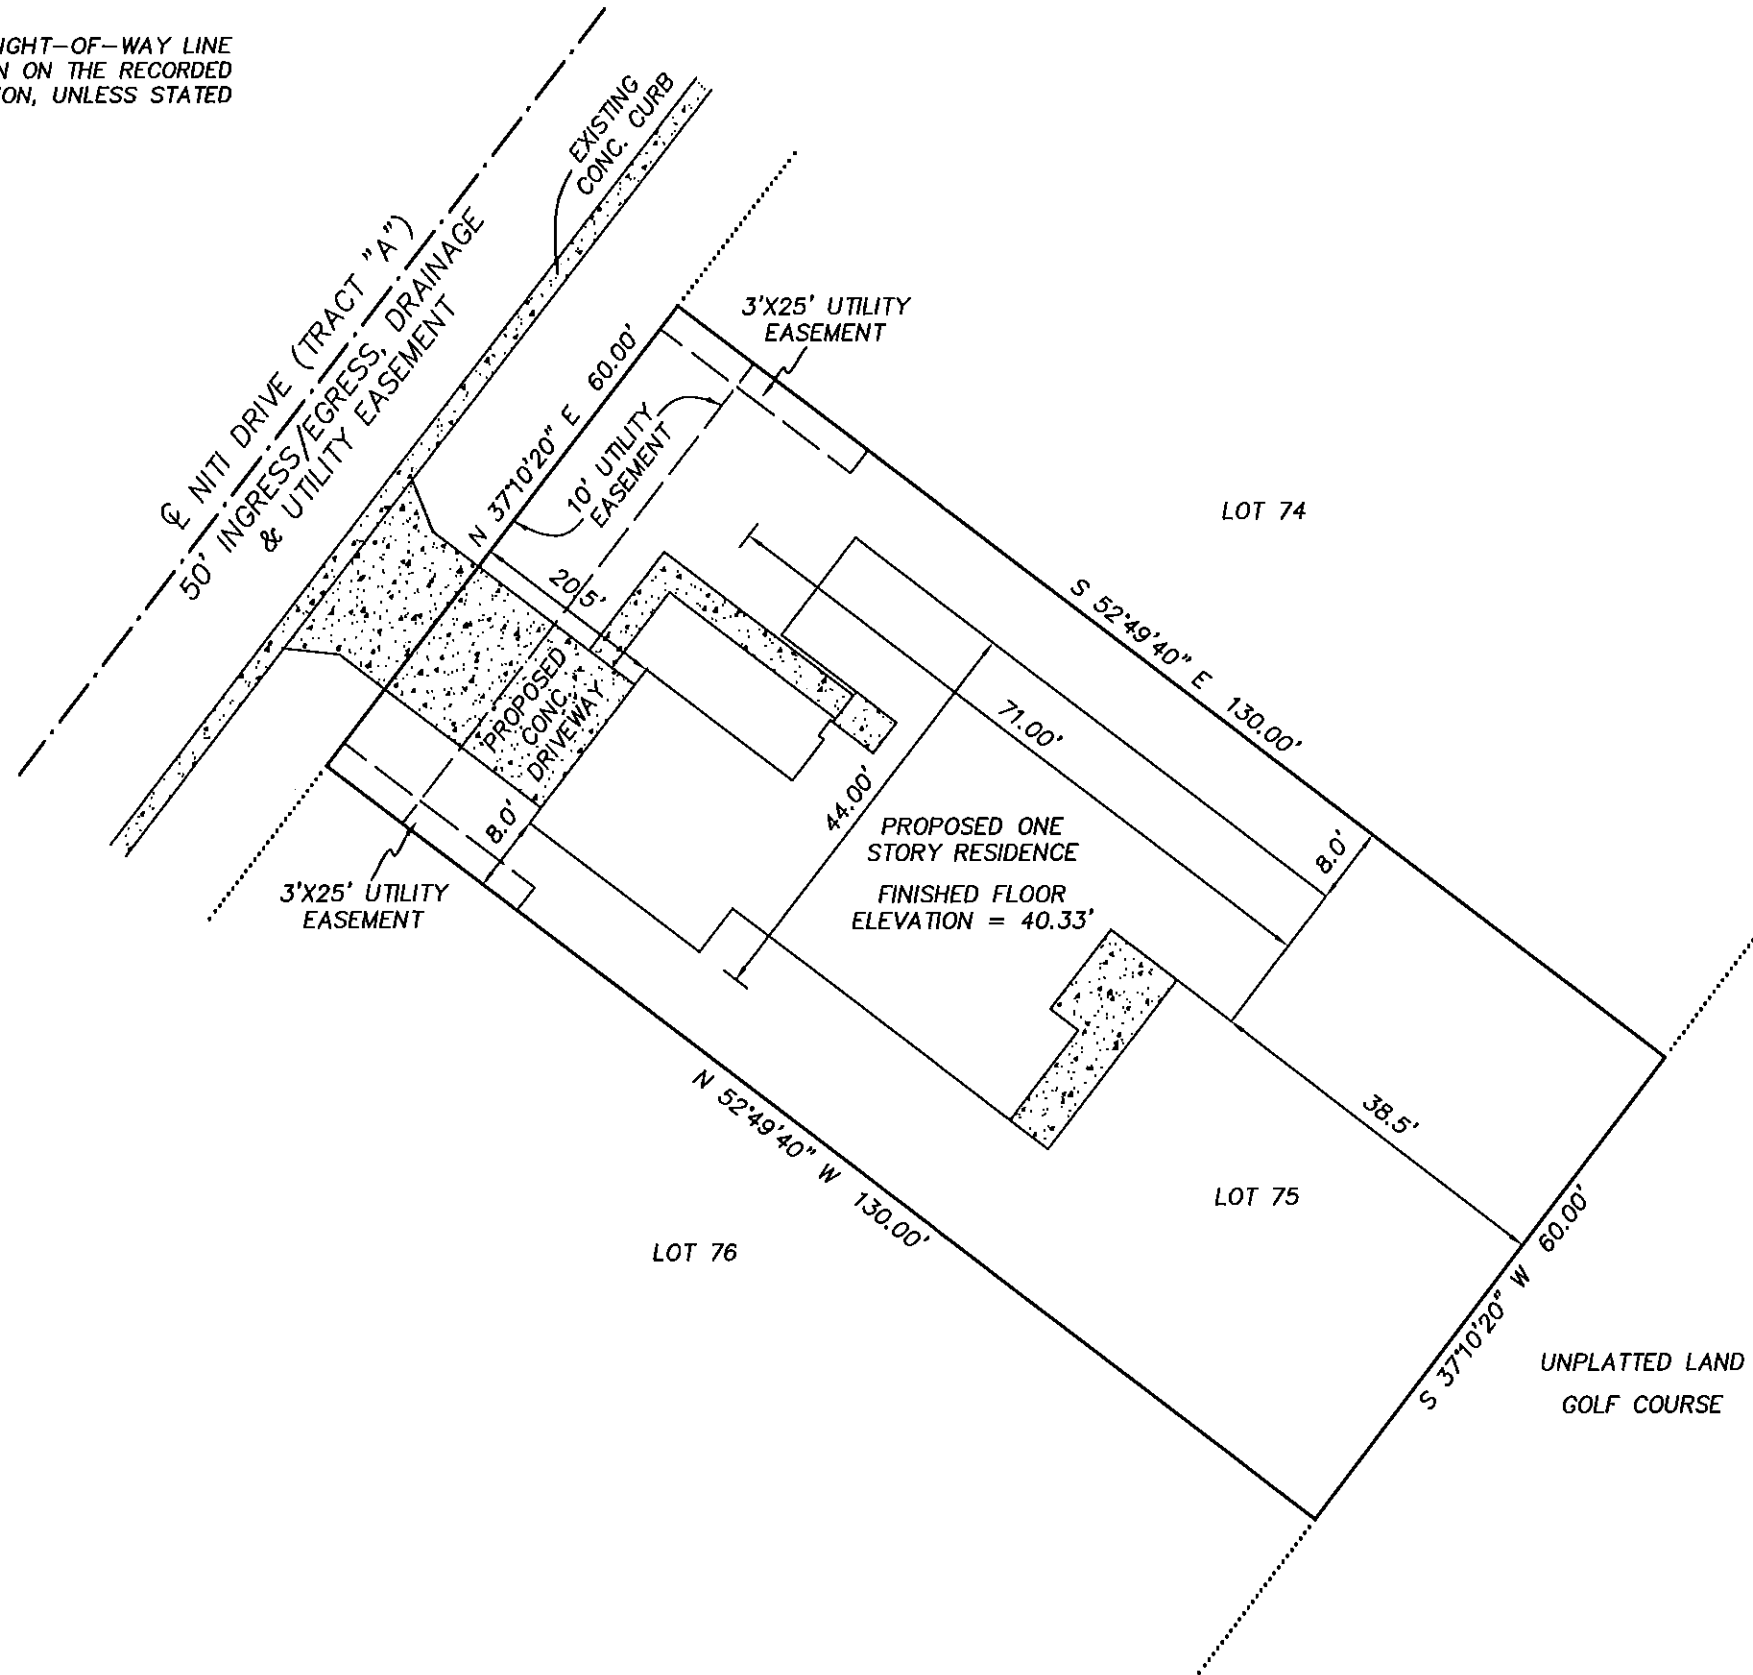 IGHT-OF-WAY LINE
N ON THE RECORDED
ON, UNLESS STATED
EXISTING
CONC. CURB
℄ NITI DRIVE (TRACT "A")
50' INGRESS/EGRESS, DRAINAGE
& UTILITY EASEMENT
3'X25' UTILITY
EASEMENT
N 37°10'20" E 60.00'
10' UTILITY
EASEMENT
LOT 74
20.5'
S 52°49'40" E 130.00'
PROPOSED
CONC.
DRIVEWAY
71.00'
44.00'
8.0'
8.0'
PROPOSED ONE
STORY RESIDENCE
FINISHED FLOOR
ELEVATION = 40.33'
3'X25' UTILITY
EASEMENT
N 52°49'40" W 130.00'
38.5'
LOT 75
LOT 76
S 37°10'20" W 60.00'
UNPLATTED LAND
GOLF COURSE